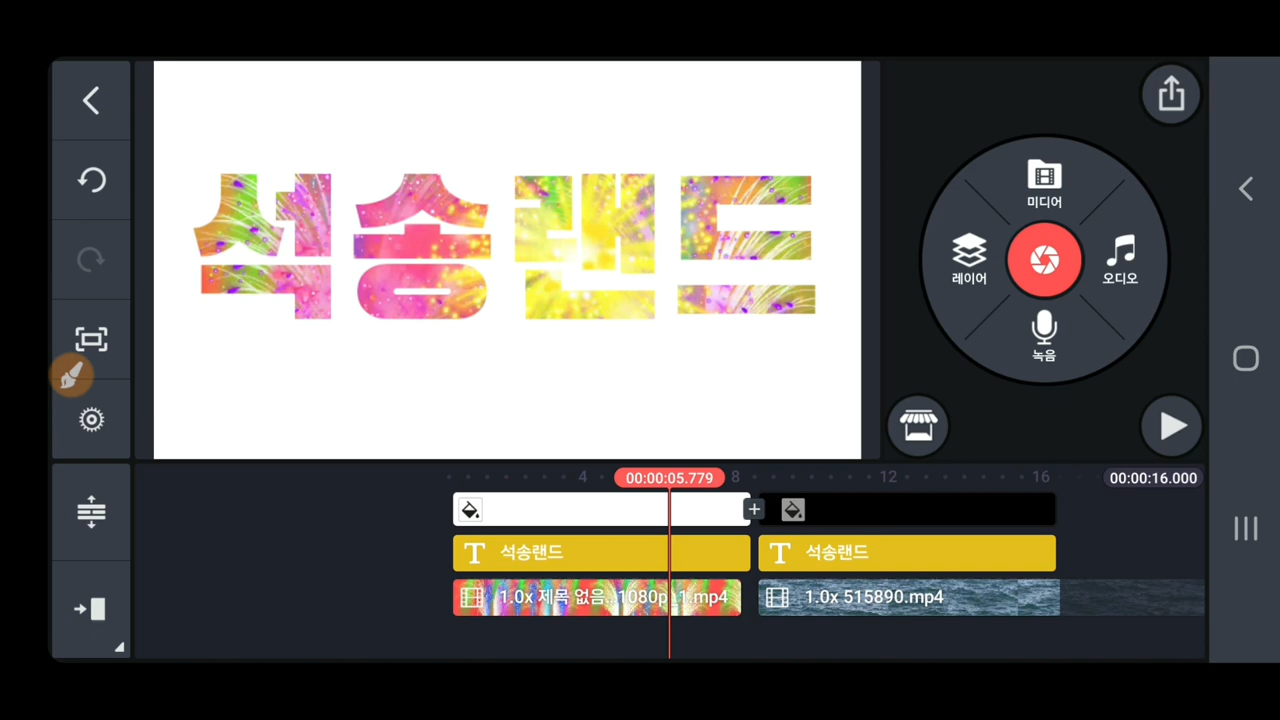 석송랜드
미디어
레이어
오디오
녹음
4
00:00:05.779
8
12
16
00:00:16.000
T 석송랜드
T 석송랜드
1.0x 제목 없음..1080p_1.mp4
1.0x 515890.mp4